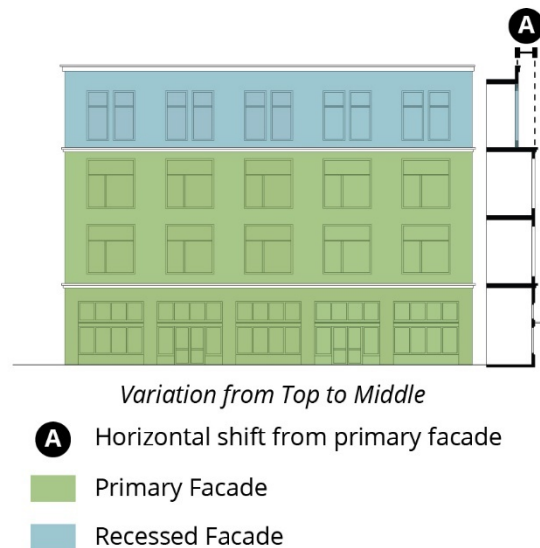 A
Variation from Top to Middle
A Horizontal shift from primary facade
Primary Facade
Recessed Facade